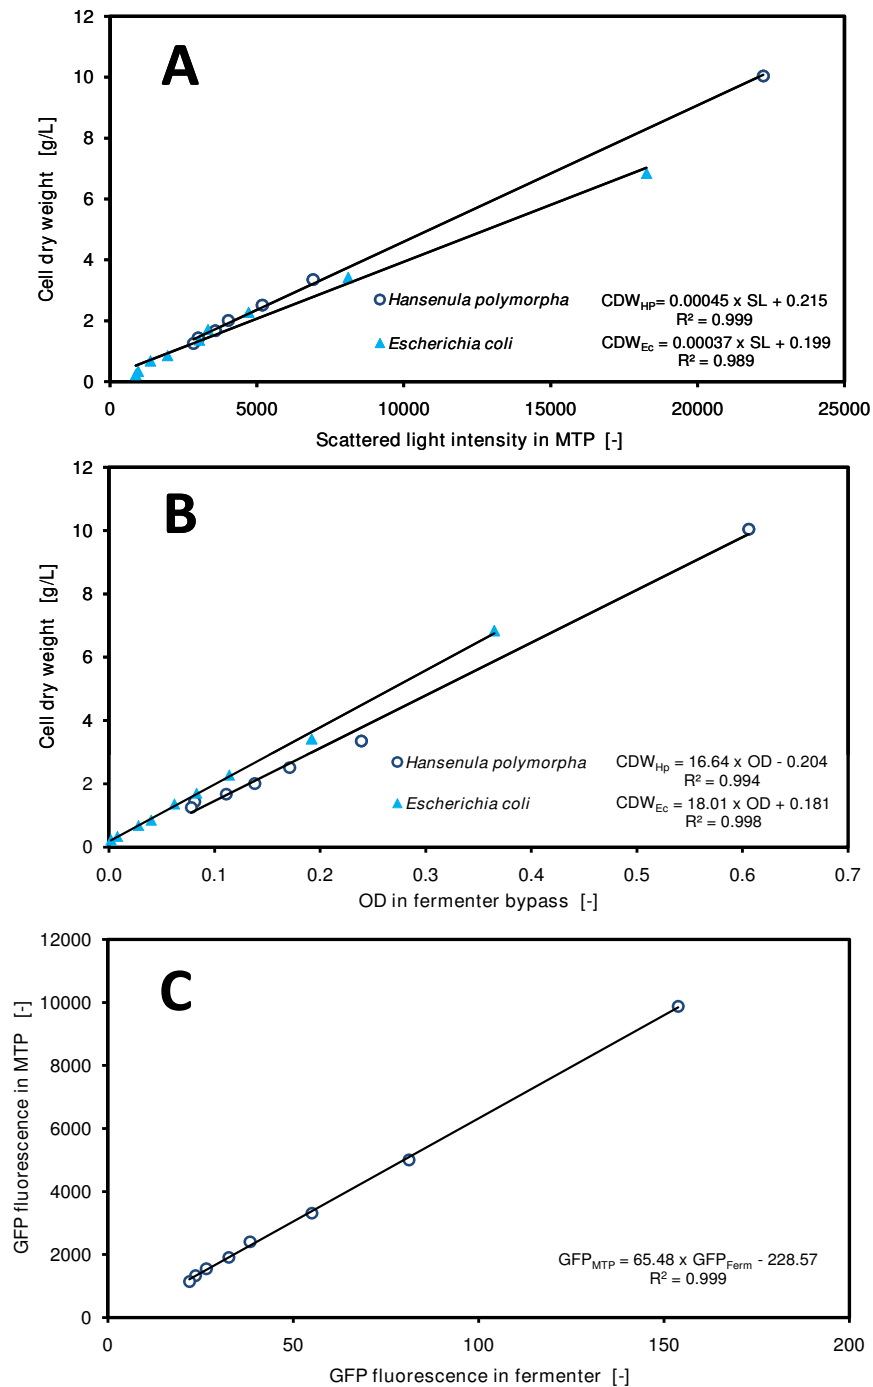 A
12
10
8
6
4
2
0
Cell dry weight [g/L]
Hansenula polymorpha
CDWHP= 0.00045 x SL + 0.215
R² = 0.999
Escherichia coli
CDWEc = 0.00037 x SL + 0.199
R² = 0.989
0 5000 10000 15000 20000 25000
Scattered light intensity in MTP [-]
B
12
10
8
6
4
2
0
Cell dry weight [g/L]
Hansenula polymorpha
CDWHp = 16.64 x OD - 0.204
R² = 0.994
Escherichia coli
CDWEc = 18.01 x OD + 0.181
R² = 0.998
0.0 0.1 0.2 0.3 0.4 0.5 0.6 0.7
OD in fermenter bypass [-]
C
12000
10000
8000
6000
4000
2000
0
GFP fluorescence in MTP [-]
GFPMTP = 65.48 x GFPFerm - 228.57
R² = 0.999
0 50 100 150 200
GFP fluorescence in fermenter [-]